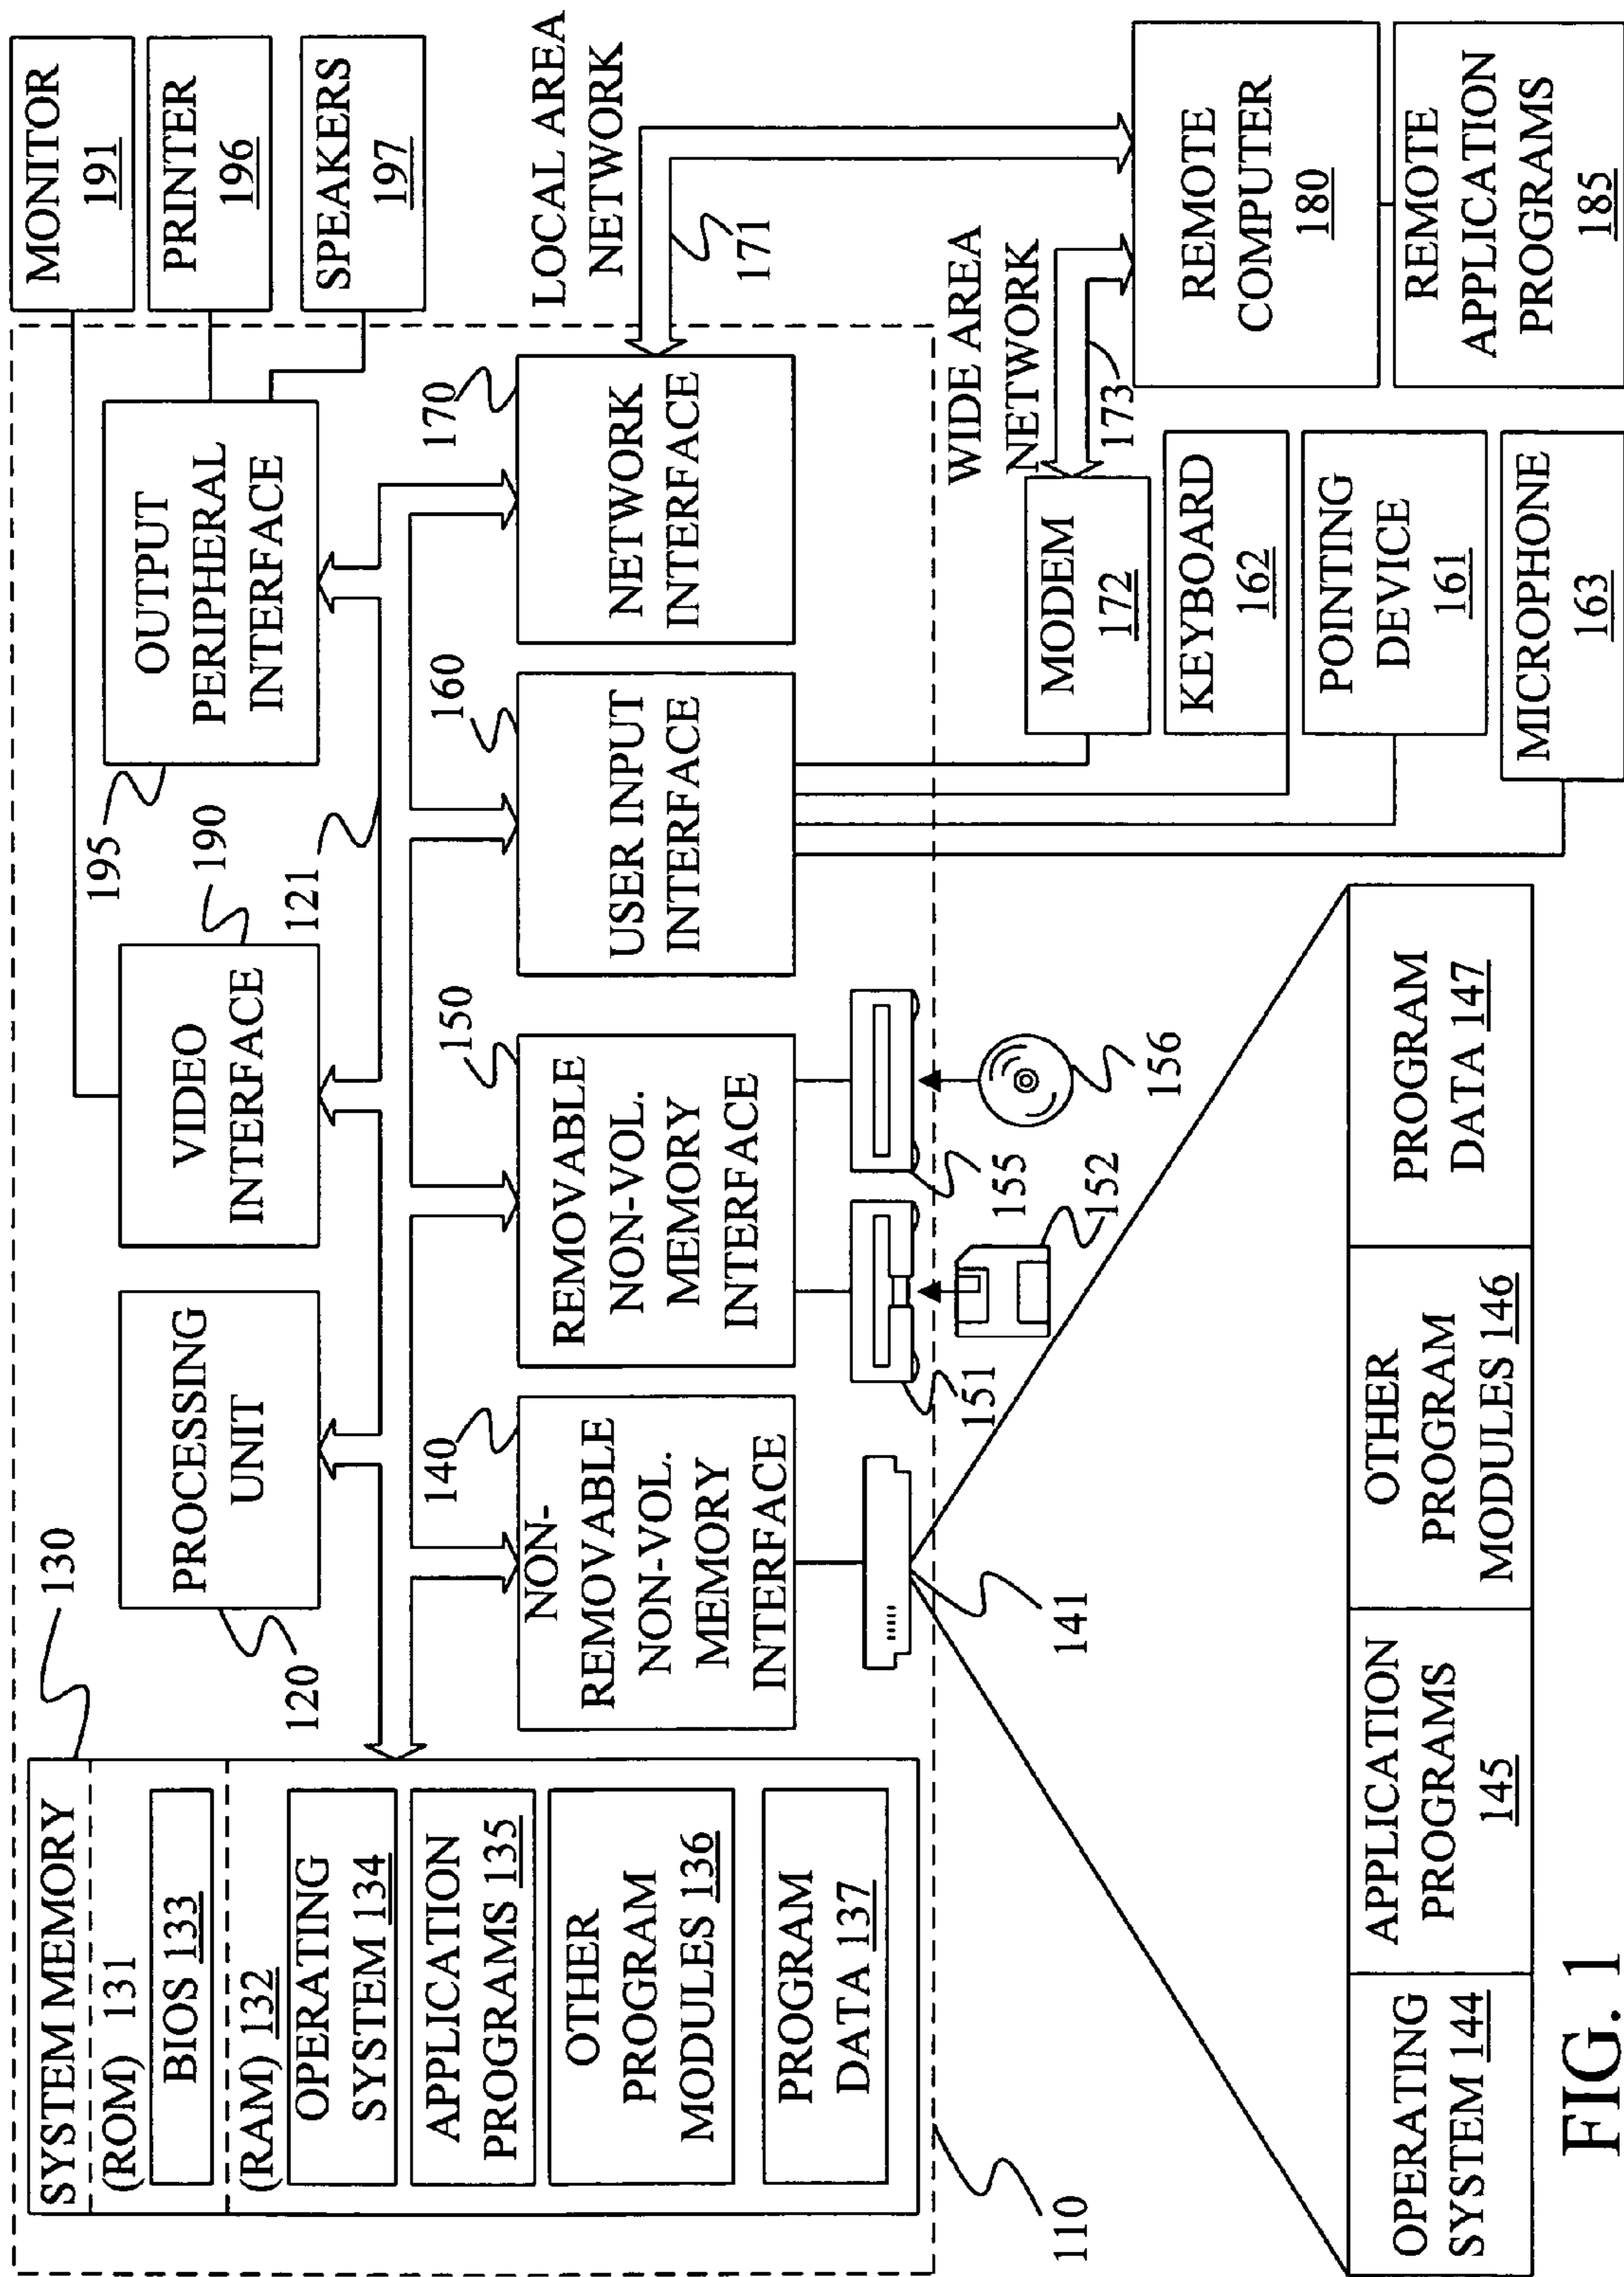 SYSTEM MEMORY
(ROM) 131
BIOS 133
(RAM) 132
OPERATING
SYSTEM 134
APPLICATION
PROGRAMS 135
OTHER
PROGRAM
MODULES 136
PROGRAM
DATA 137
130
120
PROCESSING
UNIT
VIDEO
INTERFACE
190
195
121
OUTPUT
PERIPHERAL
INTERFACE
MONITOR
191
PRINTER
196
SPEAKERS
197
140
NON-
REMOVABLE
NON-VOL.
MEMORY
INTERFACE
150
REMOVABLE
NON-VOL.
MEMORY
INTERFACE
160
USER INPUT
INTERFACE
170
NETWORK
INTERFACE
LOCAL AREA
NETWORK
171
WIDE AREA
NETWORK
173
110
141
151
155
152
156
MODEM
172
KEYBOARD
162
POINTING
DEVICE
161
MICROPHONE
163
REMOTE
COMPUTER
180
REMOTE
APPLICATION
PROGRAMS
185
OPERATING
SYSTEM 144
APPLICATION
PROGRAMS
145
OTHER
PROGRAM
MODULES 146
PROGRAM
DATA 147
FIG. 1